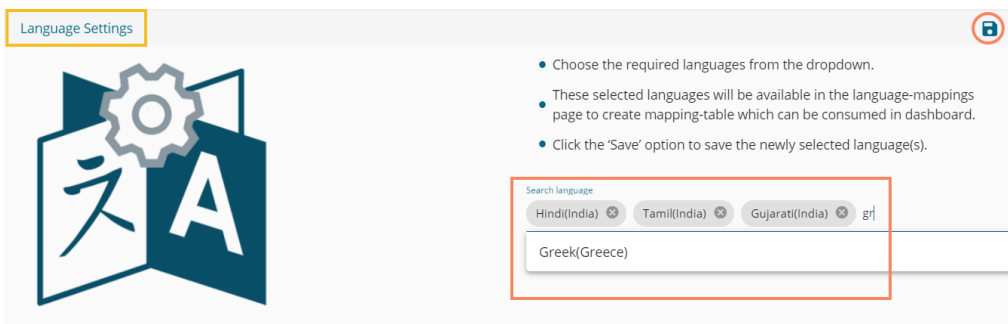 Language Settings
Choose the required languages from the dropdown.
These selected languages will be available in the language-mappings
page to create mapping-table which can be consumed in dashboard.
Click the ‘Save’ option to save the newly selected language(s).
Search language
Hindi(India) Tamil(India) Gujarati(India) gr
Greek(Greece)
A